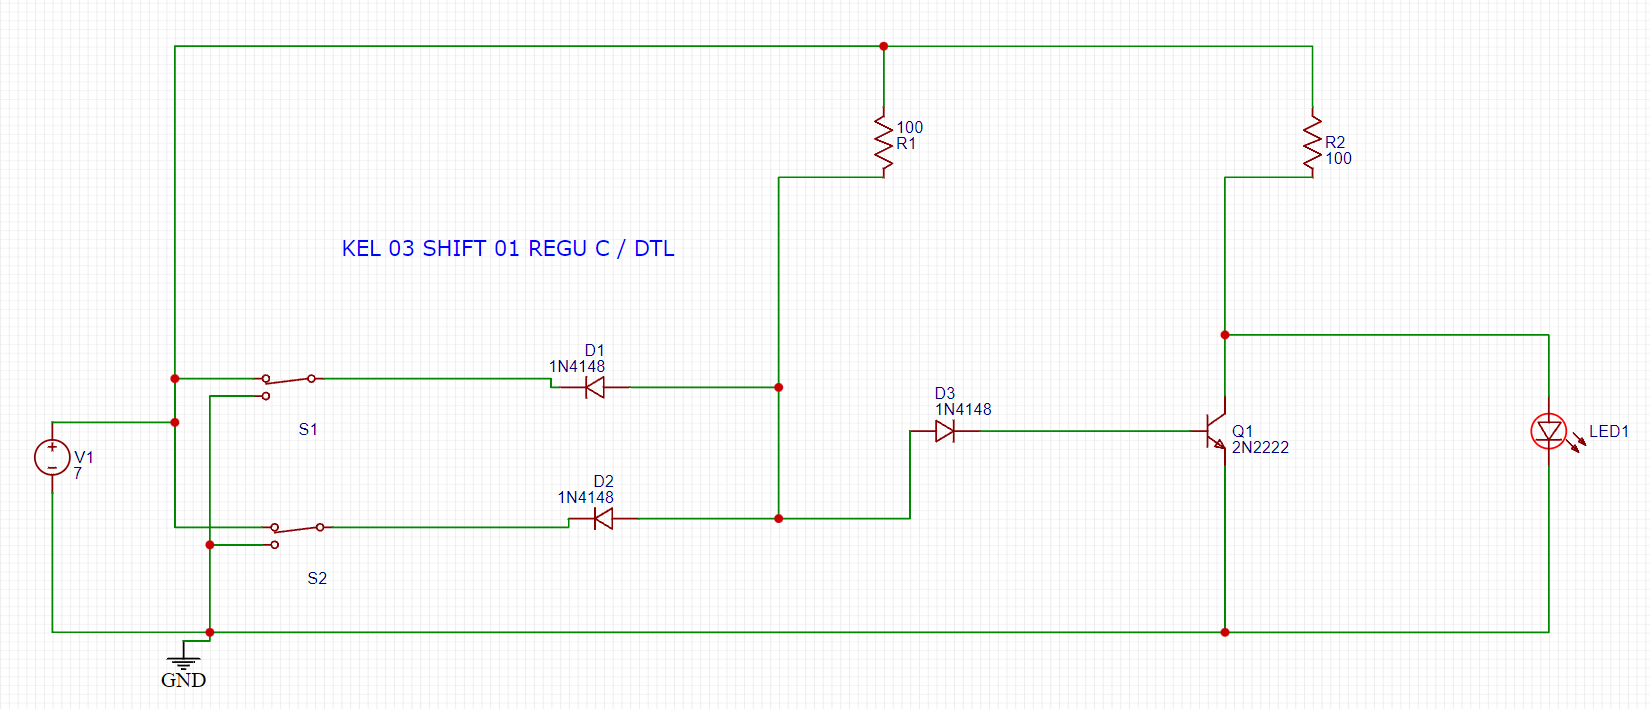 100
R1
R2
100
KEL 03 SHIFT 01 REGU C / DTL
D1
1N4148
D3
1N4148
S1
Q1
2N2222
LED1
V1
7
D2
1N4148
S2
GND